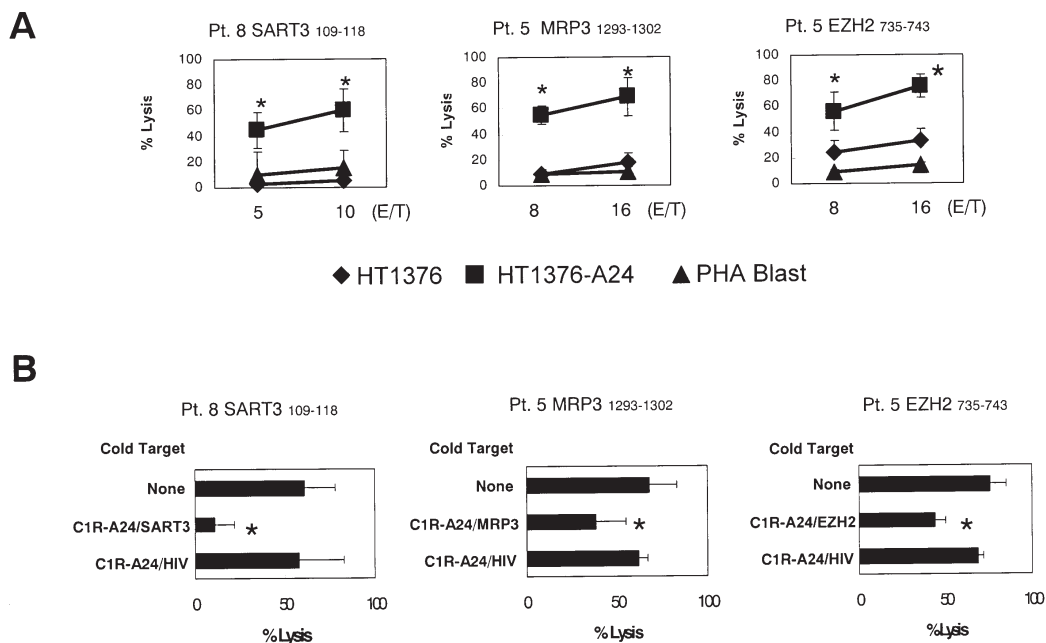 A
Pt. 8 SART3 109-118
Pt. 5 MRP3 1293-1302
Pt. 5 EZH2 735-743
% Lysis
100
80
60
40
20
0
*
*
5
10
(E/T)
% Lysis
100
80
60
40
20
0
*
*
8
16
(E/T)
% Lysis
100
80
60
40
20
0
*
*
8
16
(E/T)
HT1376
HT1376-A24
PHA Blast
B
Pt. 8 SART3 109-118
Cold Target
None
C1R-A24/SART3
*
C1R-A24/HIV
0
50
100
%Lysis
Pt. 5 MRP3 1293-1302
Cold Target
None
C1R-A24/MRP3
*
C1R-A24/HIV
0
50
100
%Lysis
Pt. 5 EZH2 735-743
Cold Target
None
C1R-A24/EZH2
*
C1R-A24/HIV
0
50
100
%Lysis